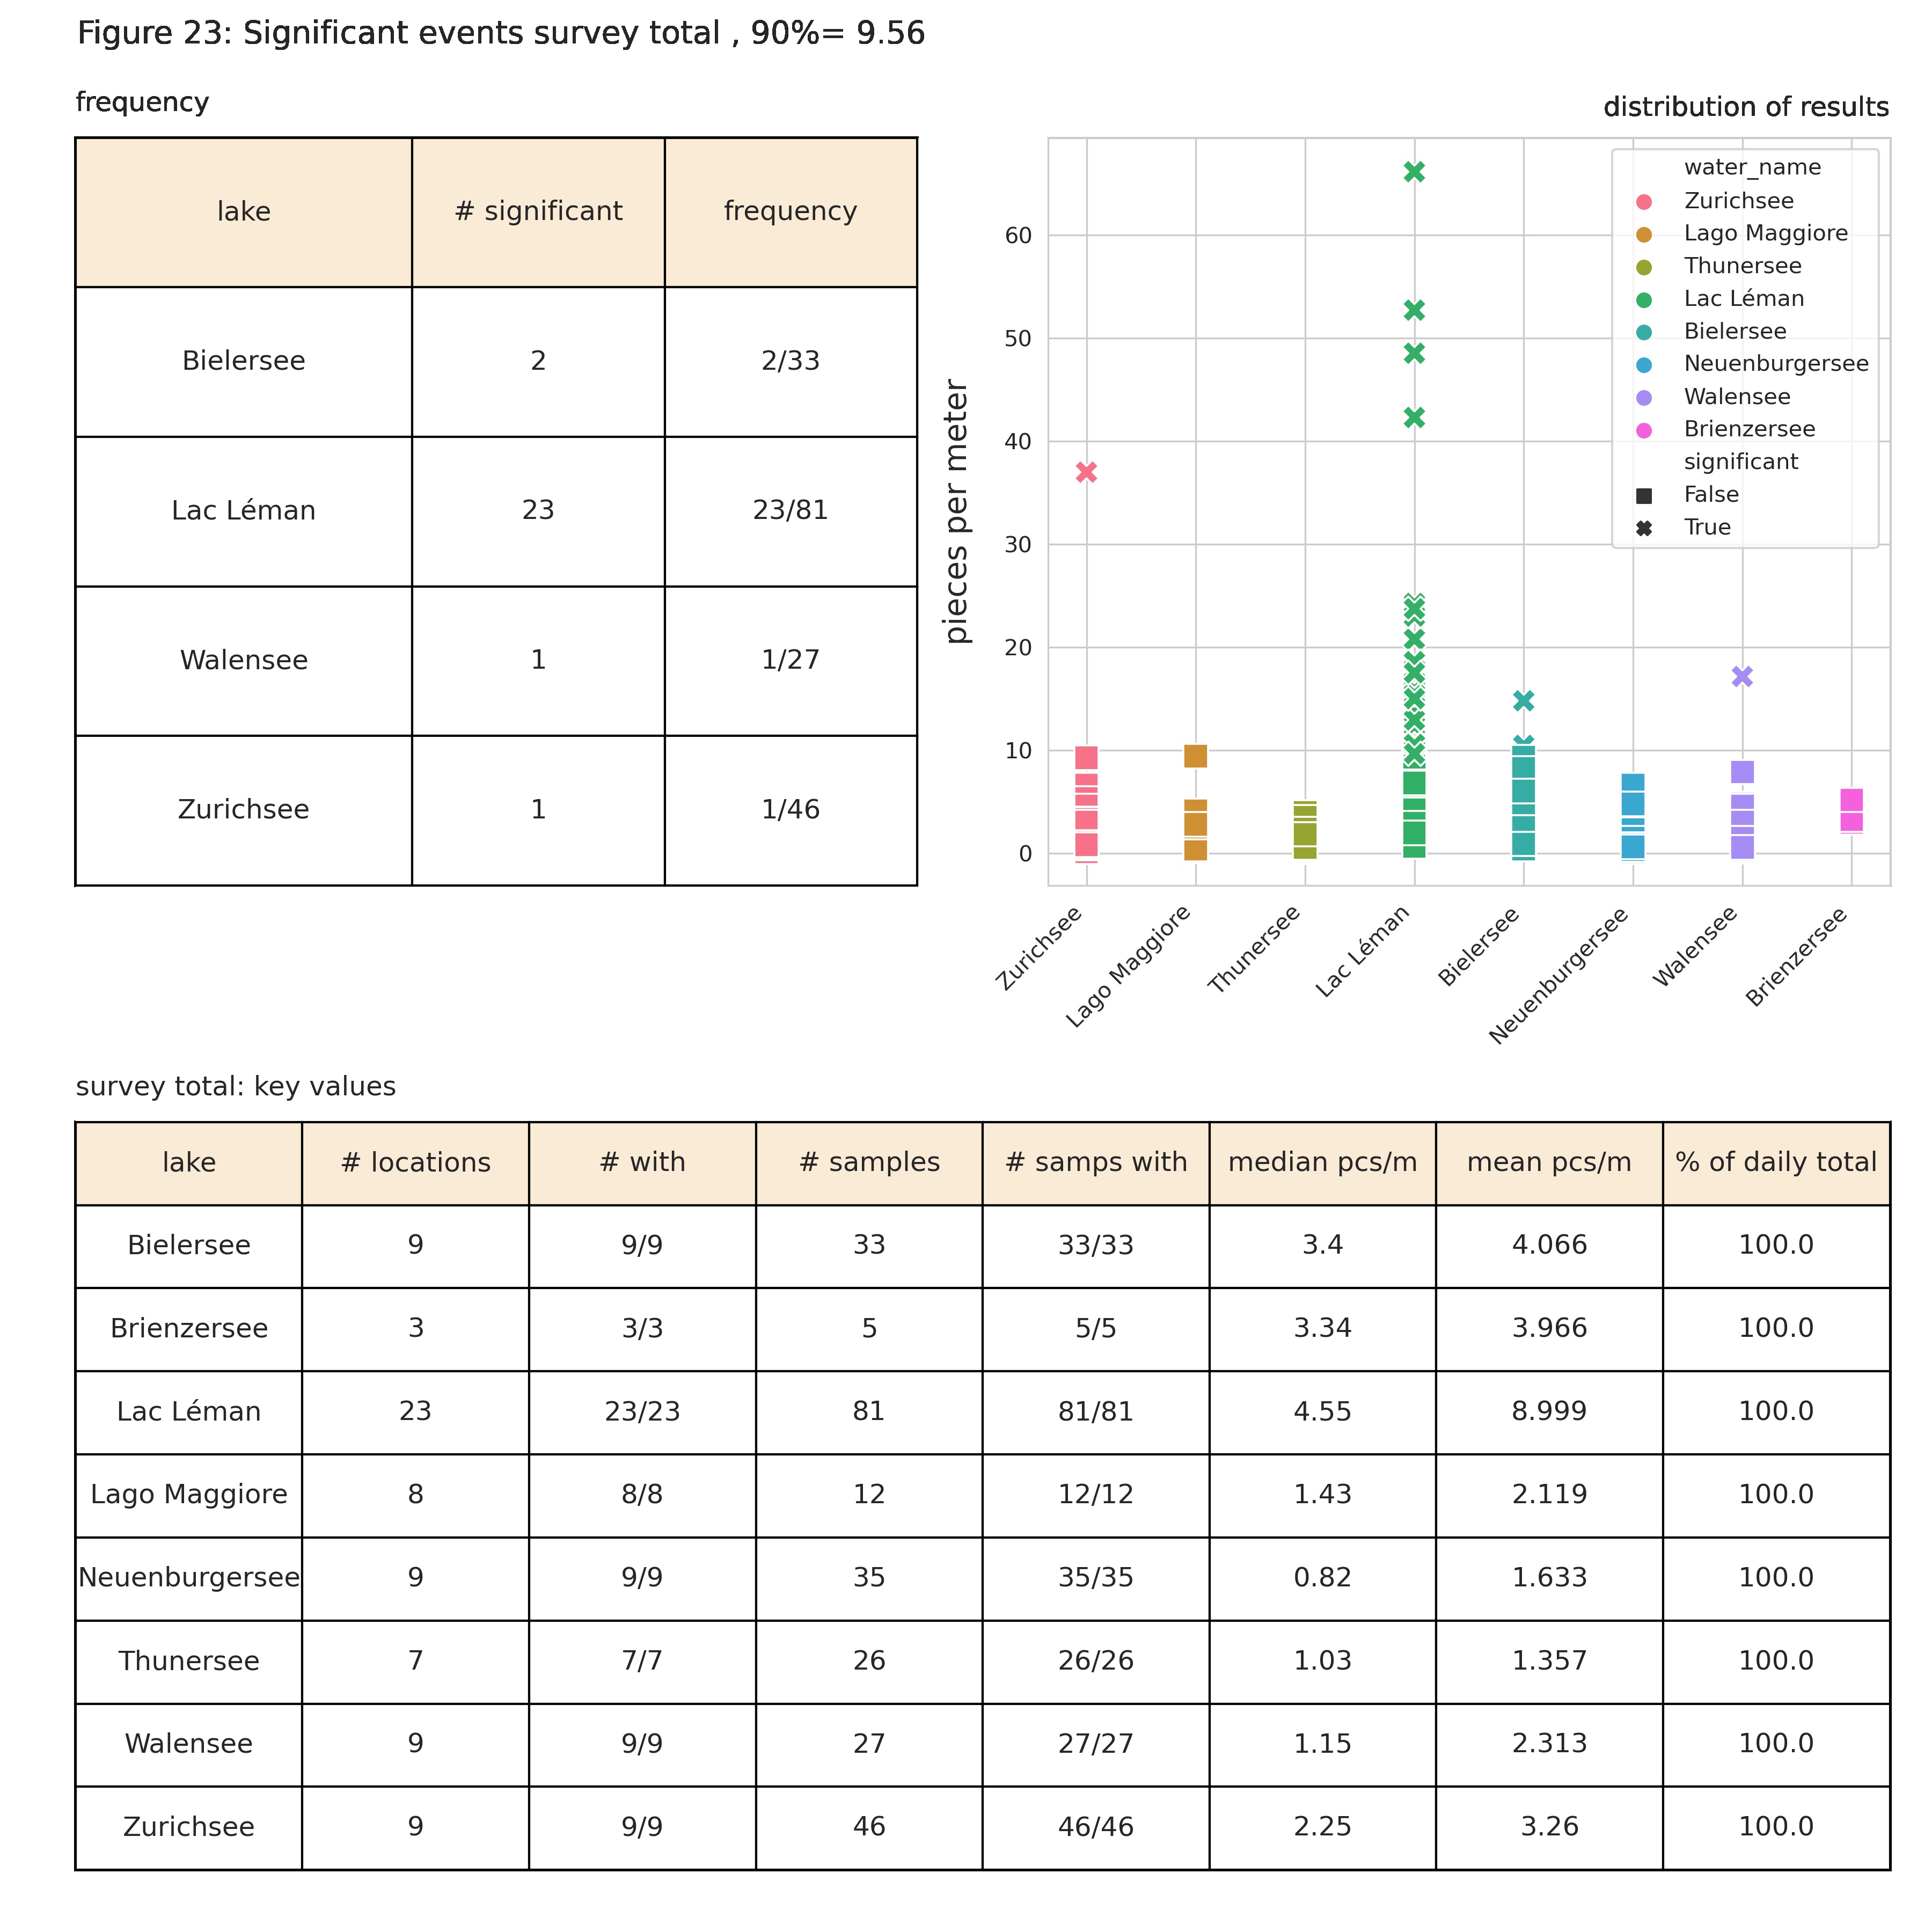 Figure 23: Significant events survey total , 90%= 9.56
frequency
lake # significant frequency
Bielersee 2 2/33
Lac Léman 23 23/81
Walensee 1 1/27
Zurichsee 1 1/46
distribution of results
pieces per meter
60
50
40
30
20
10
0
water_name
Zurichsee
Lago Maggiore
Thunersee
Lac Léman
Bielersee
Neuenburgersee
Walensee
Brienzersee
significant
False
True
Zurichsee
Lago Maggiore
Thunersee
Lac Léman
Bielersee
Neuenburgersee
Walensee
Brienzersee
survey total: key values
lake # locations # with # samples # samps with median pcs/m mean pcs/m % of daily total
Bielersee 9 9/9 33 33/33 3.4 4.066 100.0
Brienzersee 3 3/3 5 5/5 3.34 3.966 100.0
Lac Léman 23 23/23 81 81/81 4.55 8.999 100.0
Lago Maggiore 8 8/8 12 12/12 1.43 2.119 100.0
Neuenburgersee 9 9/9 35 35/35 0.82 1.633 100.0
Thunersee 7 7/7 26 26/26 1.03 1.357 100.0
Walensee 9 9/9 27 27/27 1.15 2.313 100.0
Zurichsee 9 9/9 46 46/46 2.25 3.26 100.0